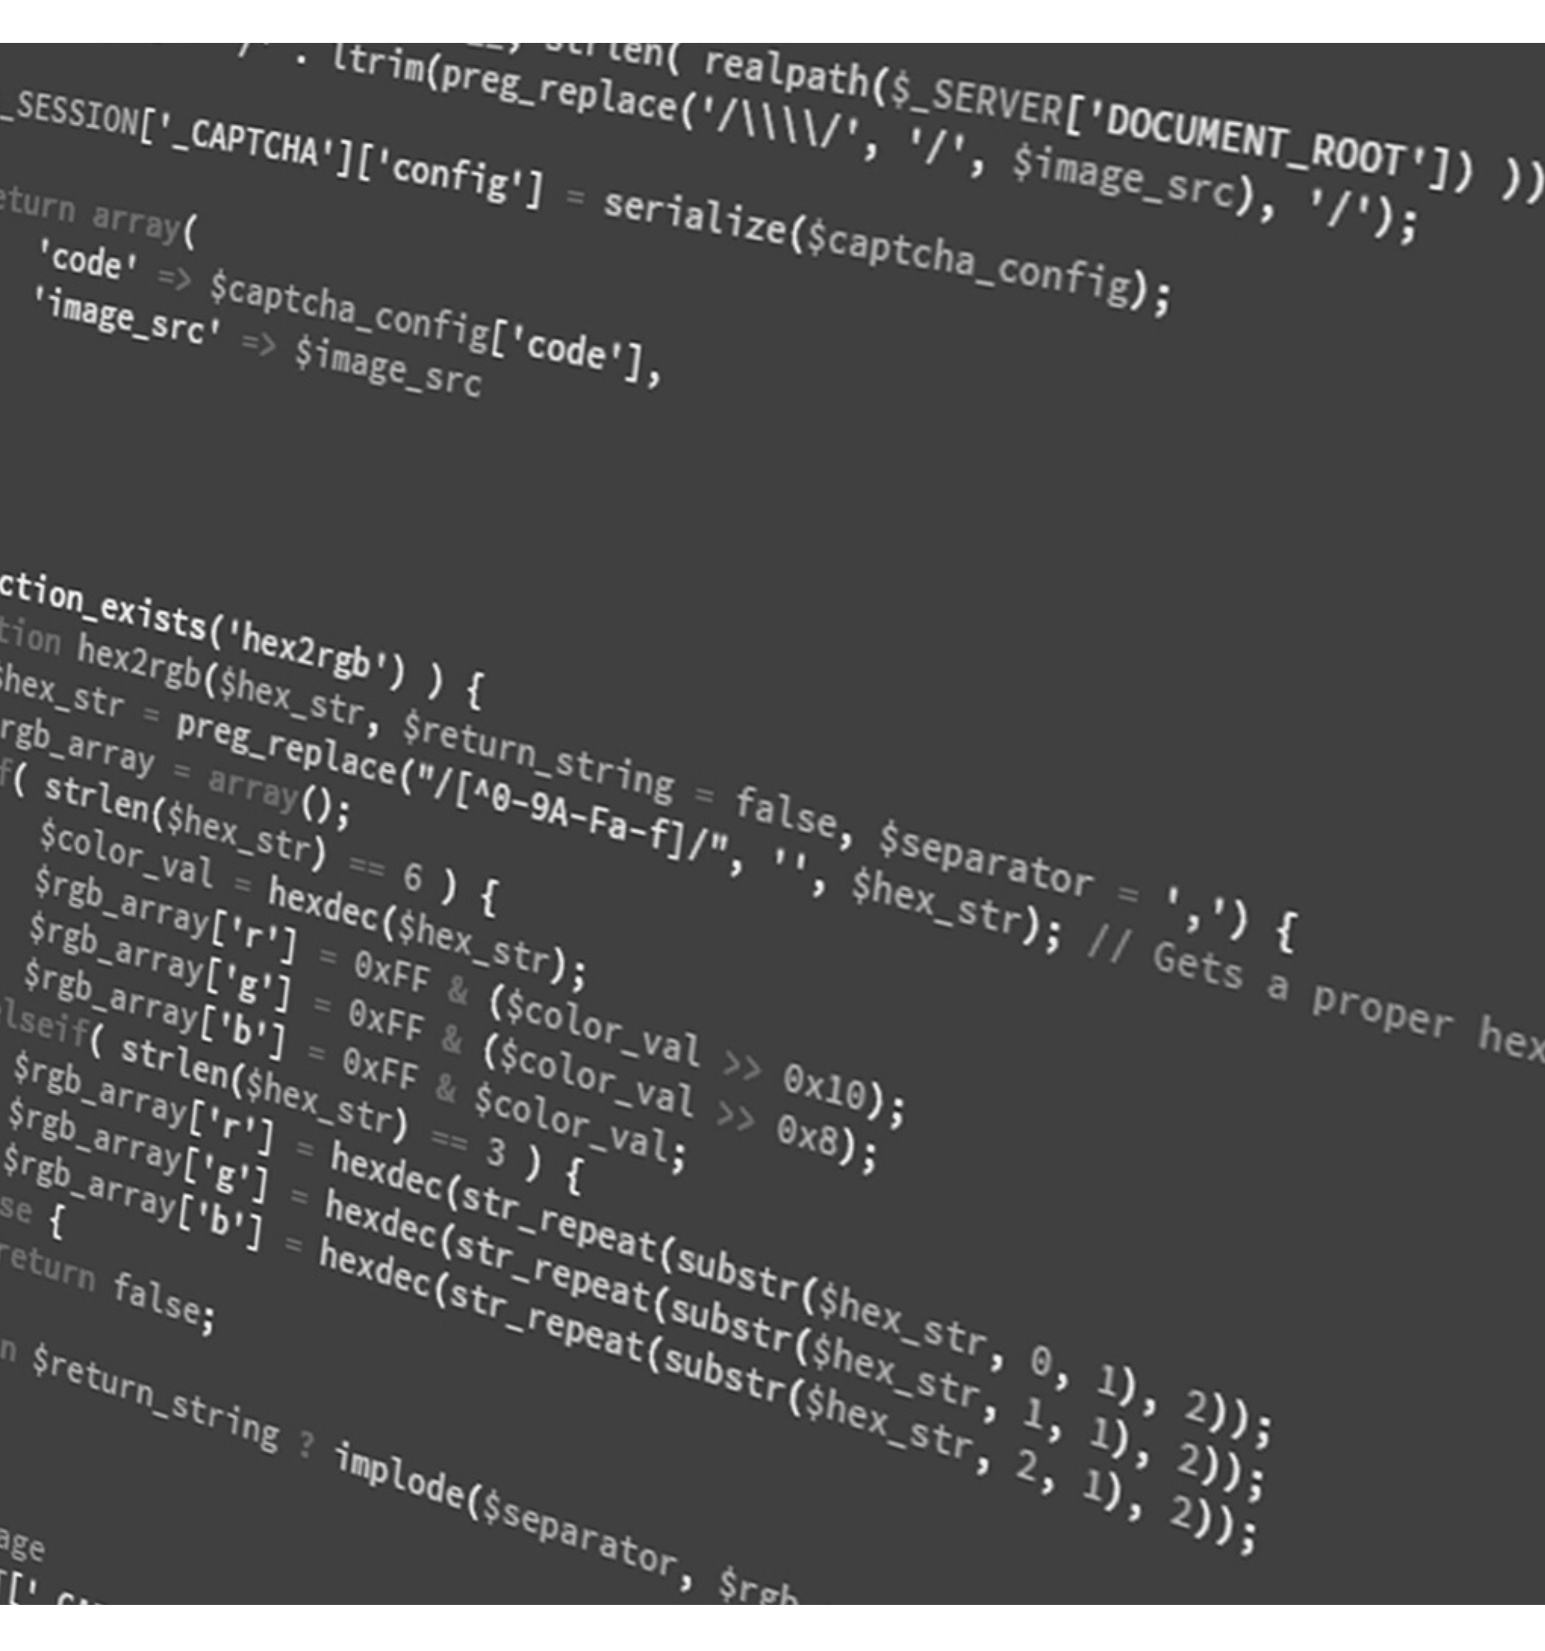 strlen( realpath($_SERVER['DOCUMENT_ROOT']) ))
. ltrim(preg_replace('/\\\\/', '/', $image_src), '/');
_SESSION['_CAPTCHA']['config'] = serialize($captcha_config);
eturn array(
'code' => $captcha_config['code'],
'image_src' => $image_src
ction_exists('hex2rgb') ) {
tion hex2rgb($hex_str, $return_string = false, $separator = ',') {
$hex_str = preg_replace("/[^0-9A-Fa-f]/", '', $hex_str); // Gets a proper hex
rgb_array = array();
f( strlen($hex_str) == 6 ) {
$color_val = hexdec($hex_str);
$rgb_array['r'] = 0xFF & ($color_val >> 0x10);
$rgb_array['g'] = 0xFF & ($color_val >> 0x8);
$rgb_array['b'] = 0xFF & $color_val;
lseif( strlen($hex_str) == 3 ) {
$rgb_array['r'] = hexdec(str_repeat(substr($hex_str, 0, 1), 2));
$rgb_array['g'] = hexdec(str_repeat(substr($hex_str, 1, 1), 2));
$rgb_array['b'] = hexdec(str_repeat(substr($hex_str, 2, 1), 2));
se {
return false;
n $return_string ? implode($separator, $rgb
age